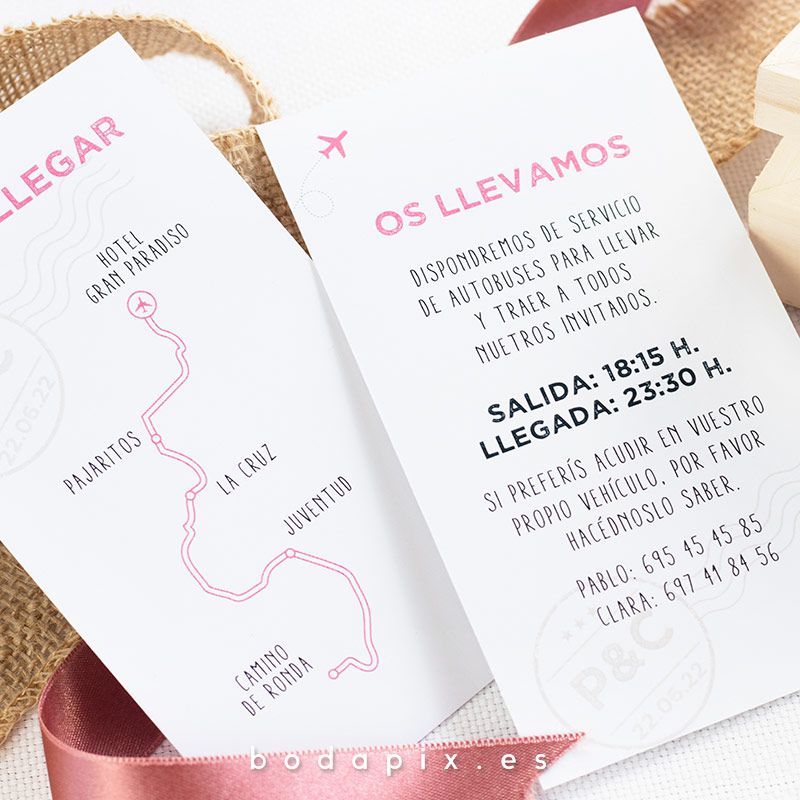 LLEGAR
HOTEL
GRAN PARADISO
PAJARITOS
LA CRUZ
JUVENTUD
CAMINO
DE RONDA
C
22.06.22
OS LLEVAMOS
DISPONDREMOS DE SERVICIO
DE AUTOBUSES PARA LLEVAR
Y TRAER A TODOS
NUETROS INVITADOS.
SALIDA: 18:15 H.
LLEGADA: 23:30 H.
SI PREFERÍS ACUDIR EN VUESTRO
PROPIO VEHÍCULO, POR FAVOR
HACÉDNOSLO SABER.
PABLO: 695 45 45 85
CLARA: 697 41 84 56
P&C
22.06.22
bodapix.es